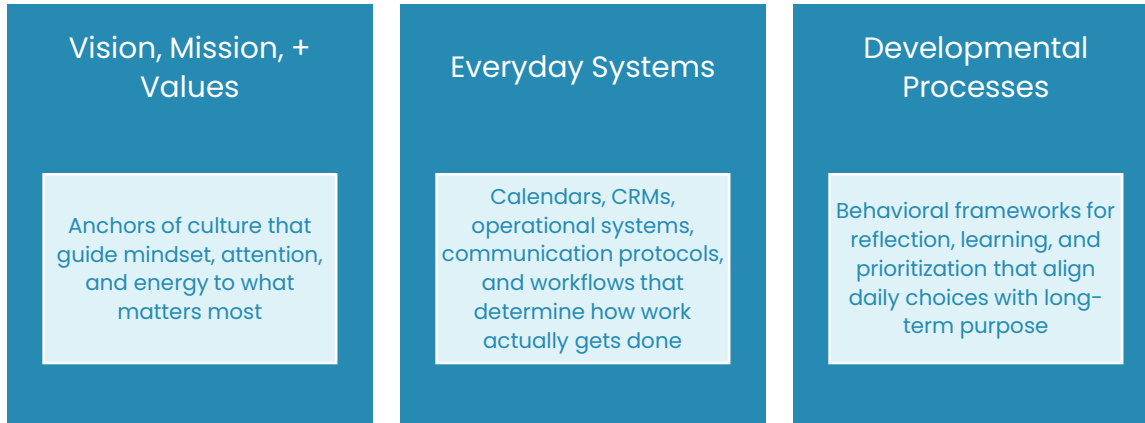 Vision, Mission, +
Values
Anchors of culture that
guide mindset, attention,
and energy to what
matters most
Everyday Systems
Calendars, CRMs,
operational systems,
communication protocols,
and workflows that
determine how work
actually gets done
Developmental
Processes
Behavioral frameworks for
reflection, learning, and
prioritization that align
daily choices with long-
term purpose